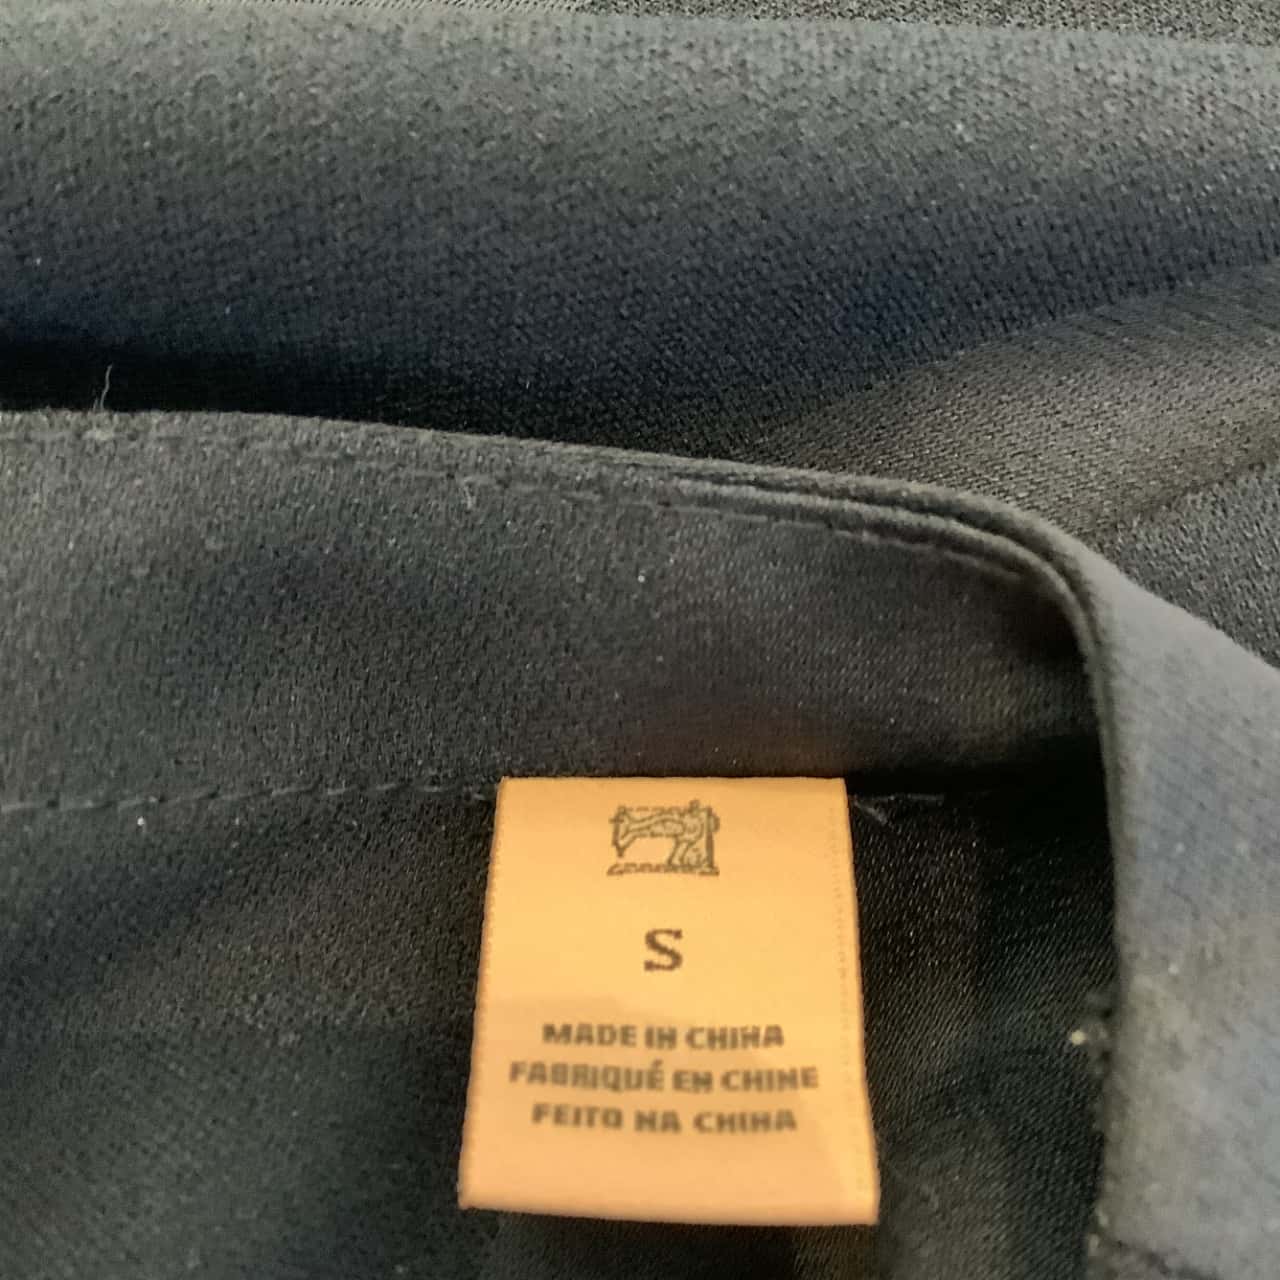 S
MADE IN CHINA
FABRIQUÉ EN CHINE
FEITO NA CHINA